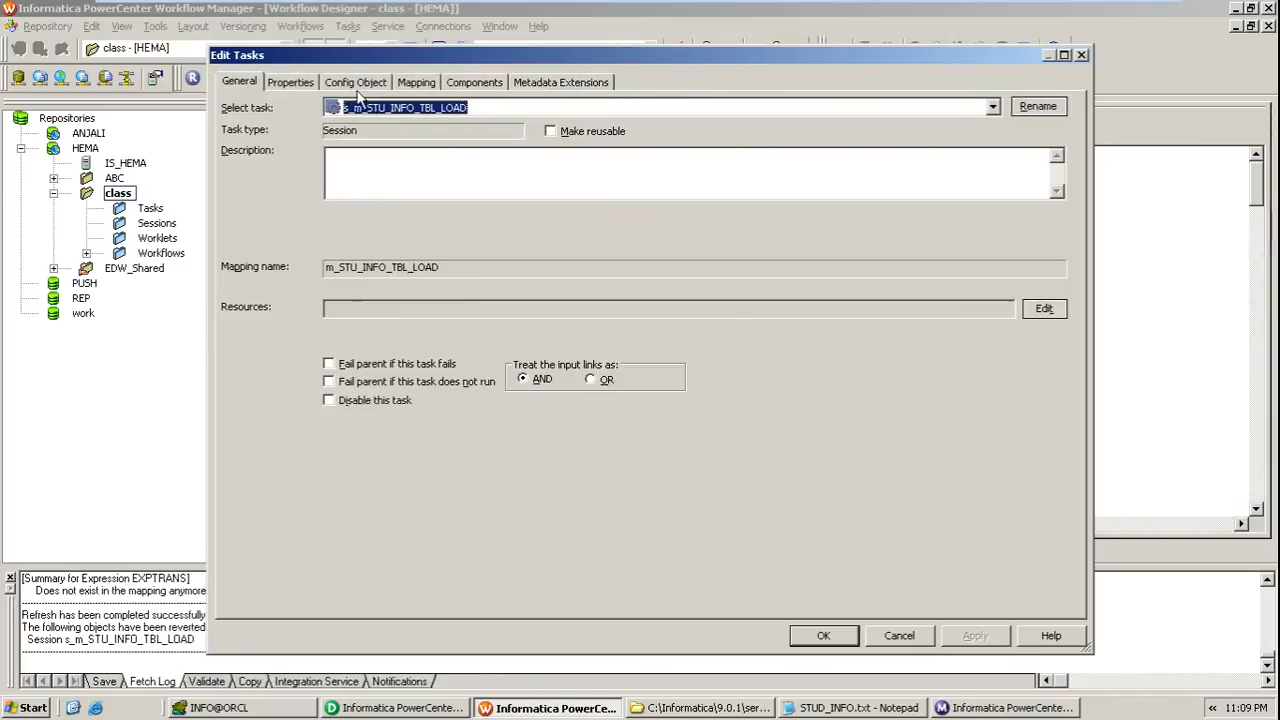 Informatica PowerCenter Workflow Manager - [Workflow Designer - class - [HEMA]]
Repository Edit View Tools Layout Versioning Workflows Tasks Service Connections Window Help
class - [HEMA]
Edit Tasks
General Properties Config Object Mapping Components Metadata Extensions
Select task: s_m_STU_INFO_TBL_LOAD Rename
Task type: Session Make reusable
Description:
Mapping name: m_STU_INFO_TBL_LOAD
Resources: Edit
Fail parent if this task fails
Fail parent if this task does not run
Disable this task
Treat the input links as:
AND OR
OK Cancel Apply Help
Repositories
ANJALI
HEMA
IS_HEMA
ABC
class
Tasks
Sessions
Worklets
Workflows
EDW_Shared
PUSH
REP
work
[Summary for Expression EXPTRANS]
Does not exist in the mapping anymore
Refresh has been completed successfully
The following objects have been reverted
Session s_m_STU_INFO_TBL_LOAD
Save Fetch Log Validate Copy Integration Service Notifications
Start INFO@ORCL Informatica PowerCente... Informatica PowerCe... C:\Informatica\9.0.1\ser... STUD_INFO.txt - Notepad Informatica PowerCente... 11:09 PM